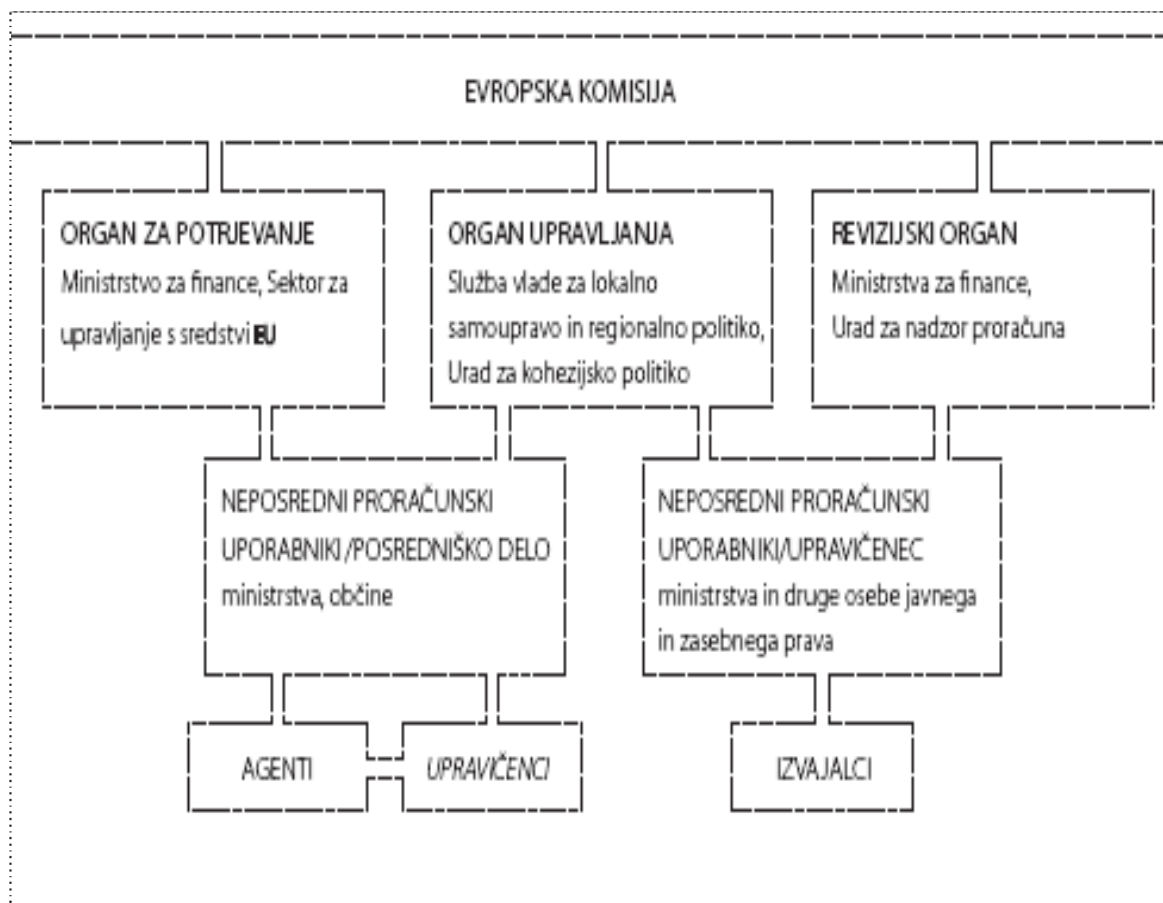 EVROPSKA KOMISIJA
ORGAN ZA POTRJEVANJE
Ministrstvo za finance, Sektor za
upravljanje s sredstvi EU
ORGAN UPRAVLJANJA
Služba vlade za lokalno
samoupravo in regionalno politiko,
Urad za kohezijsko politiko
REVIZIJSKI ORGAN
Ministrstva za finance,
Urad za nadzor proračuna
NEPOSREDNI PRORAČUNSKI
UPORABNIKI/POSREDNIŠKO DELO
ministrstva, občine
NEPOSREDNI PRORAČUNSKI
UPORABNIKI/UPRAVIČENEC
ministrstva in druge osebe javnega
in zasebnega prava
AGENTI
UPRAVIČENCI
IZVAJALCI